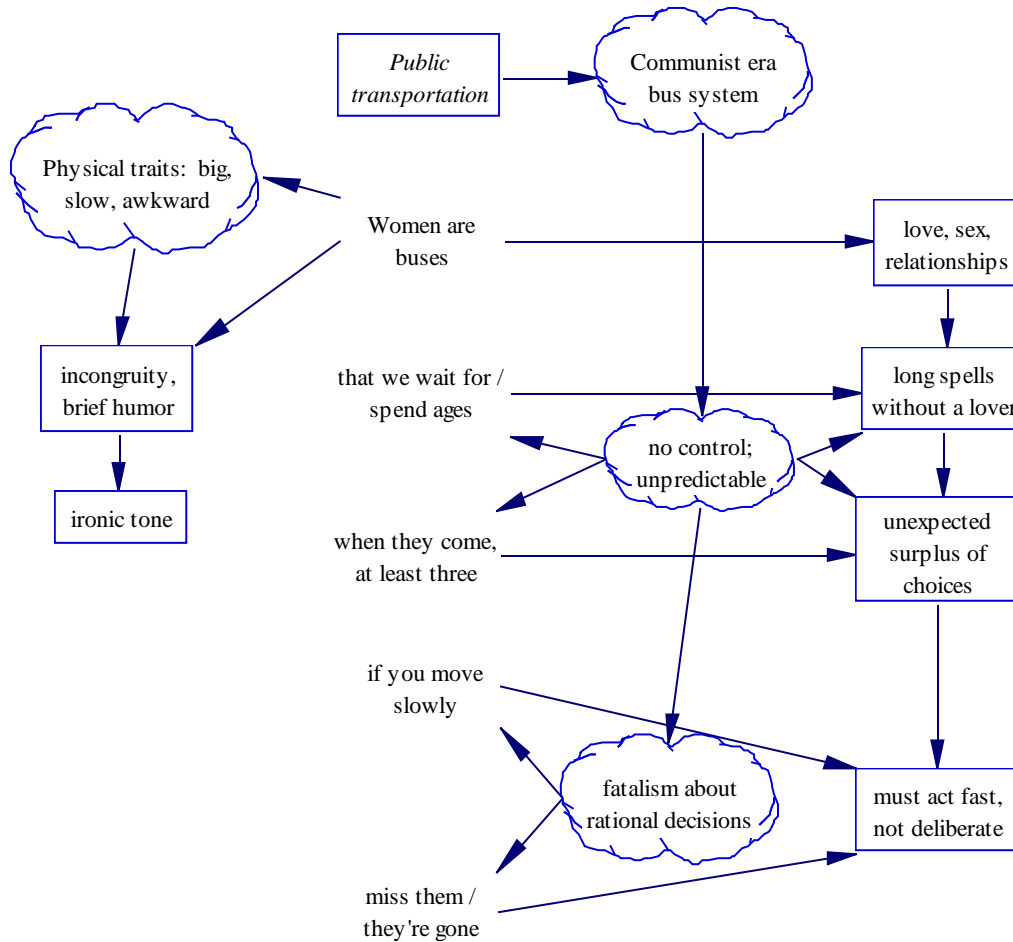 Public
transportation
Communist era
bus system
Physical traits: big,
slow, awkward
Women are
buses
love, sex,
relationships
incongruity,
brief humor
that we wait for /
spend ages
long spells
without a lover
no control;
unpredictable
ironic tone
when they come,
at least three
unexpected
surplus of
choices
if you move
slowly
fatalism about
rational decisions
must act fast,
not deliberate
miss them /
they're gone